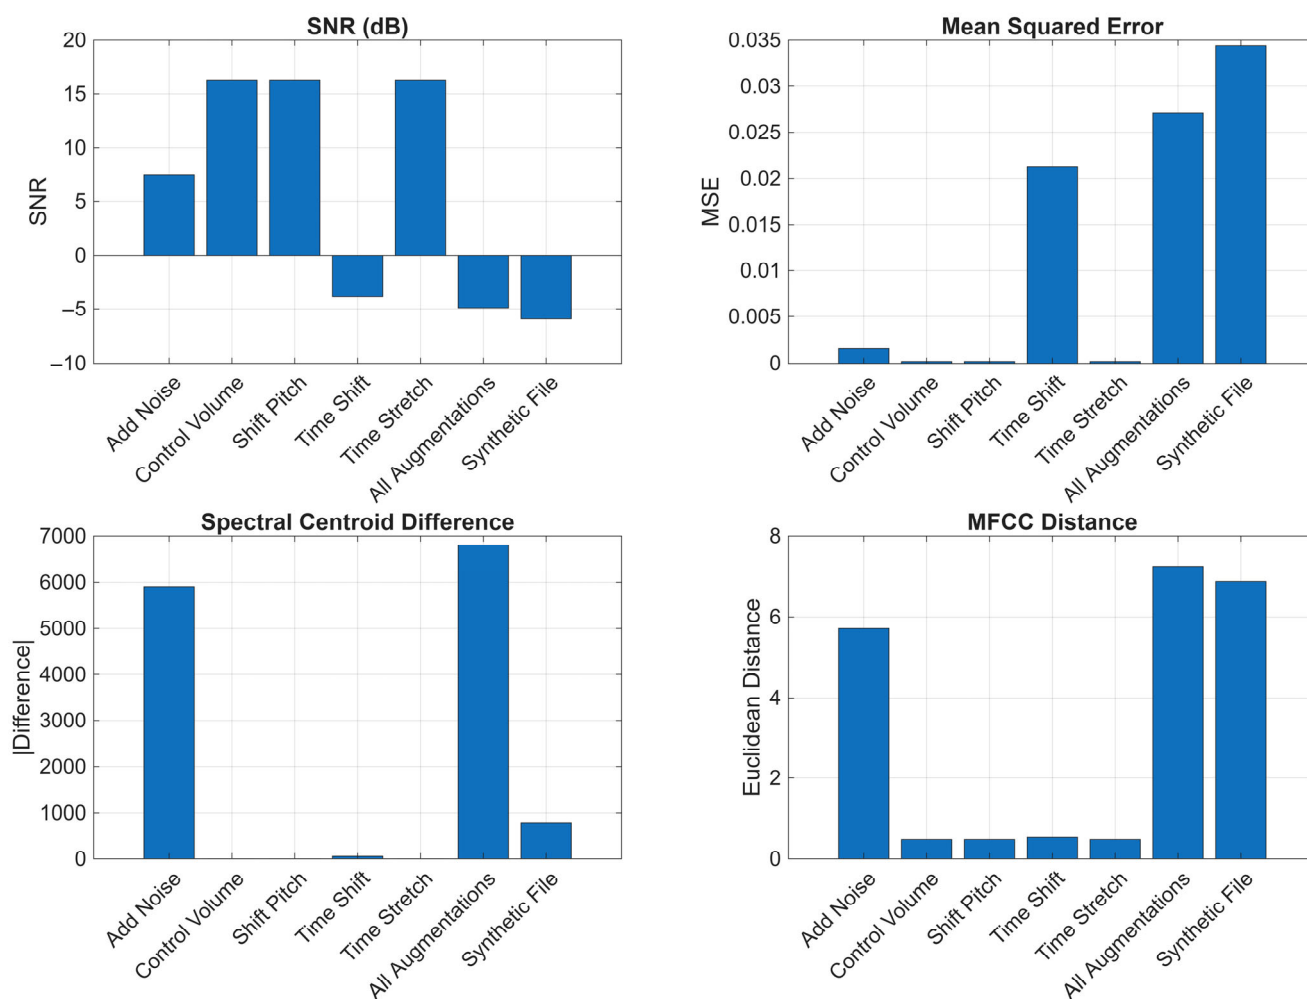 SNR (dB)
20
15
10
5
0
–5
–10
SNR
Add Noise
Control Volume
Shift Pitch
Time Shift
Time Stretch
All Augmentations
Synthetic File
Mean Squared Error
0.035
0.03
0.025
0.02
0.015
0.01
0.005
0
MSE
Add Noise
Control Volume
Shift Pitch
Time Shift
Time Stretch
All Augmentations
Synthetic File
Spectral Centroid Difference
7000
6000
5000
4000
3000
2000
1000
0
|Difference|
Add Noise
Control Volume
Shift Pitch
Time Shift
Time Stretch
All Augmentations
Synthetic File
MFCC Distance
8
6
4
2
0
Euclidean Distance
Add Noise
Control Volume
Shift Pitch
Time Shift
Time Stretch
All Augmentations
Synthetic File